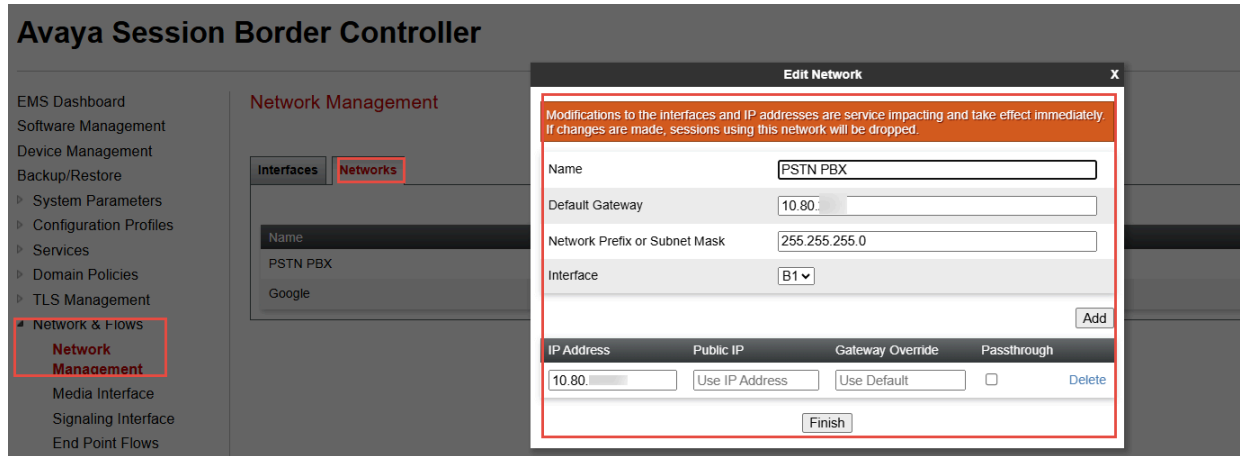 Avaya Session Border Controller
EMS Dashboard
Software Management
Device Management
Backup/Restore
System Parameters
Configuration Profiles
Services
Domain Policies
TLS Management
Network & Flows
Network
Management
Media Interface
Signaling Interface
End Point Flows
Network Management
Interfaces Networks
Name
PSTN PBX
Google
Edit Network X
Modifications to the interfaces and IP addresses are service impacting and take effect immediately.
If changes are made, sessions using this network will be dropped.
Name PSTN PBX
Default Gateway 10.80.
Network Prefix or Subnet Mask 255.255.255.0
Interface B1
Add
IP Address Public IP Gateway Override Passthrough
10.80. Use IP Address Use Default Delete
Finish